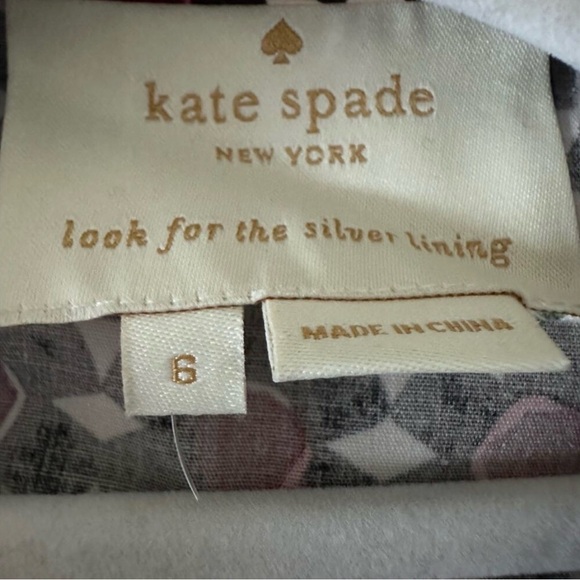 kate spade
NEW YORK
look for the silver lining
MADE IN CHINA
6